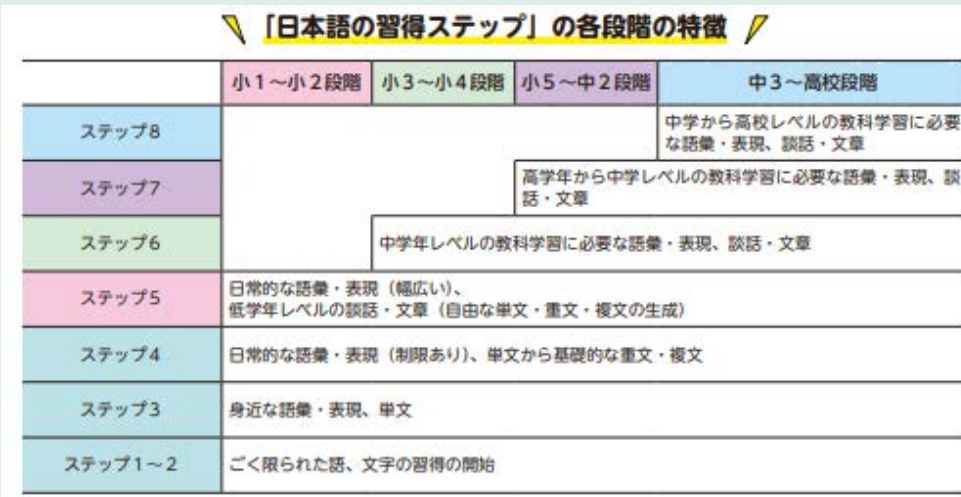 「日本語の習得ステップ」の各段階の特徴
小1～小2段階 小3～小4段階 小5～中2段階 中3～高校段階
ステップ8 中学から高校レベルの教科学習に必要
な語彙・表現、談話・文章
ステップ7 高学年から中学レベルの教科学習に必要な語彙・表現、談
話・文章
ステップ6 中学年レベルの教科学習に必要な語彙・表現、談話・文章
ステップ5 日常的な語彙・表現（幅広い）、
低学年レベルの談話・文章（自由な単文・重文・複文の生成）
ステップ4 日常的な語彙・表現（制限あり）、単文から基礎的な重文・複文
ステップ3 身近な語彙・表現、単文
ステップ1～2 ごく限られた語、文字の習得の開始